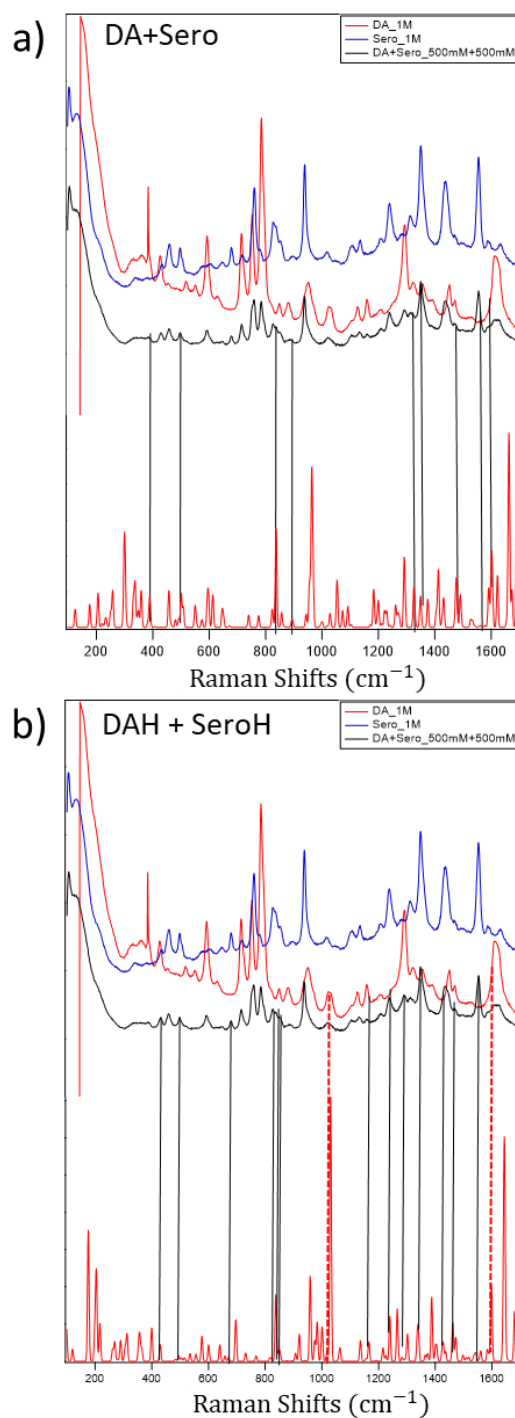 a) DA+Sero
DA_1M
Sero_1M
DA+Sero_500mM+500mM
200 400 600 800 1000 1200 1400 1600
Raman Shifts (cm⁻¹)
b) DAH + SeroH
DA_1M
Sero_1M
DA+Sero_500mM+500mM
200 400 600 800 1000 1200 1400 1600
Raman Shifts (cm⁻¹)